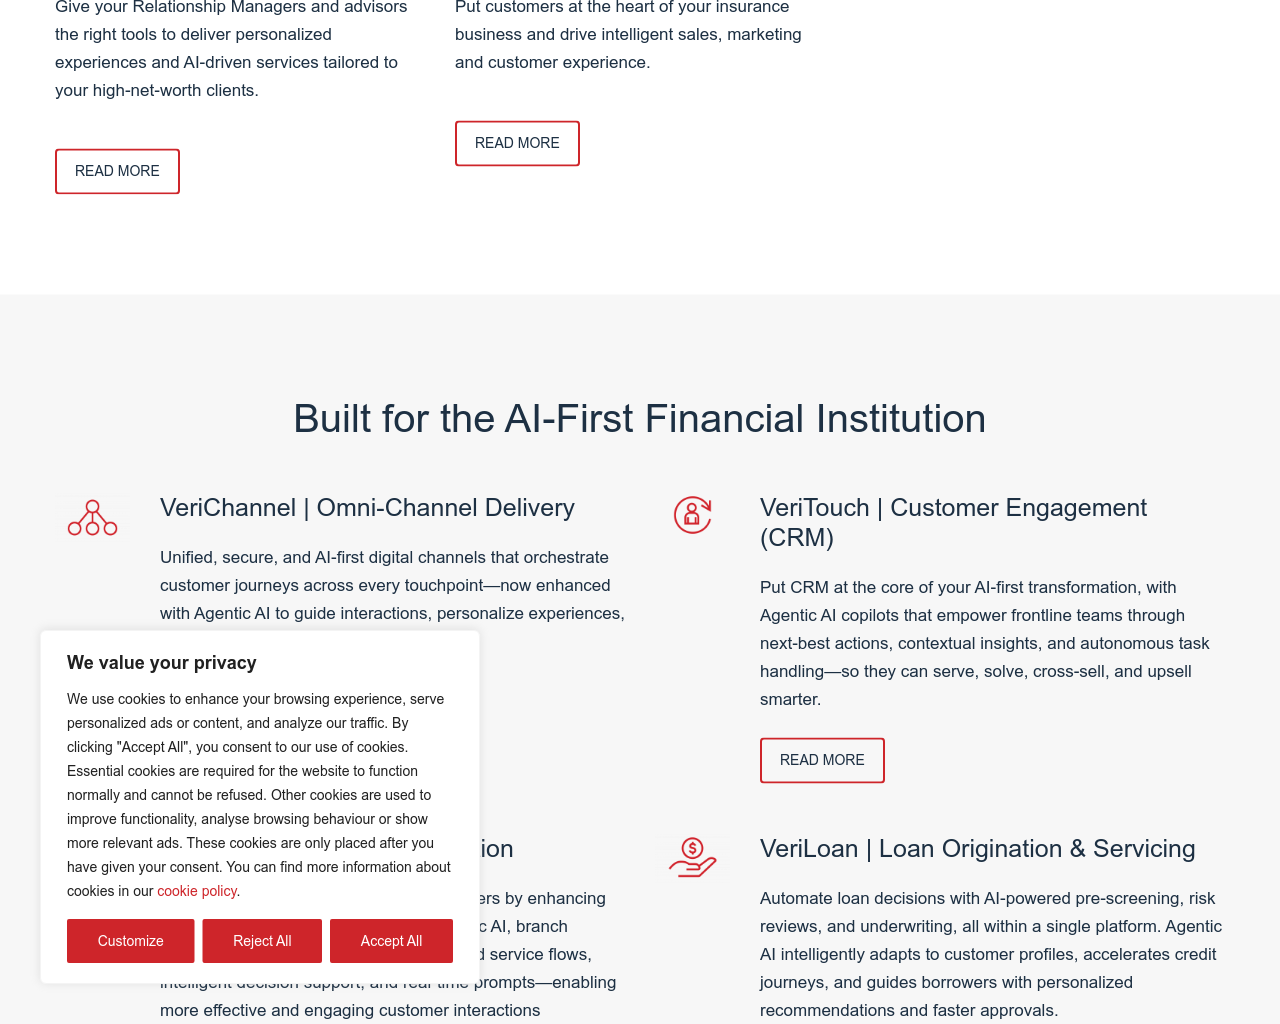 Give your Relationship Managers and advisors
the right tools to deliver personalized
experiences and AI-driven services tailored to
your high-net-worth clients.
READ MORE
Put customers at the heart of your insurance
business and drive intelligent sales, marketing
and customer experience.
READ MORE
Built for the AI-First Financial Institution
VeriChannel | Omni-Channel Delivery
Unified, secure, and AI-first digital channels that orchestrate
customer journeys across every touchpoint—now enhanced
with Agentic AI to guide interactions, personalize experiences,
VeriTouch | Customer Engagement
(CRM)
Put CRM at the core of your AI-first transformation, with
Agentic AI copilots that empower frontline teams through
next-best actions, contextual insights, and autonomous task
handling—so they can serve, solve, cross-sell, and upsell
smarter.
READ MORE
ers by enhancing
AI, branch
service flows,
intelligent decision support, and real-time prompts—enabling
more effective and engaging customer interactions
VeriLoan | Loan Origination & Servicing
Automate loan decisions with AI-powered pre-screening, risk
reviews, and underwriting, all within a single platform. Agentic
AI intelligently adapts to customer profiles, accelerates credit
journeys, and guides borrowers with personalized
recommendations and faster approvals.
We value your privacy
We use cookies to enhance your browsing experience, serve
personalized ads or content, and analyze our traffic. By
clicking "Accept All", you consent to our use of cookies.
Essential cookies are required for the website to function
normally and cannot be refused. Other cookies are used to
improve functionality, analyse browsing behaviour or show
more relevant ads. These cookies are only placed after you
have given your consent. You can find more information about
cookies in our cookie policy.
Customize
Reject All
Accept All